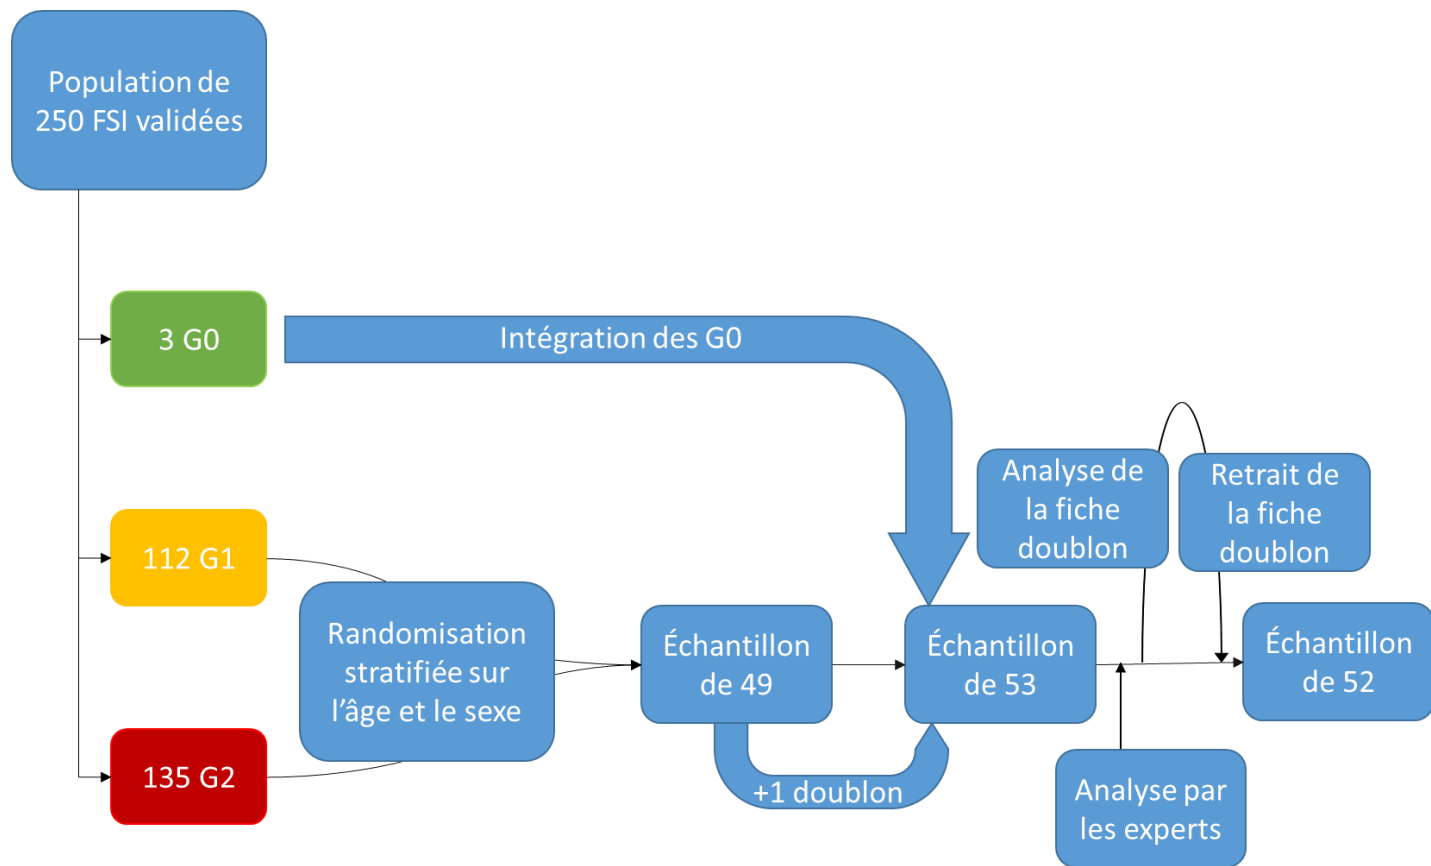 Population de
250 FSI validées
3 G0
Intégration des G0
112 G1
135 G2
Randomisation
stratifiée sur
l’âge et le sexe
Échantillon
de 49
+1 doublon
Échantillon
de 53
Analyse de
la fiche
doublon
Retrait de
la fiche
doublon
Analyse par
les experts
Échantillon
de 52